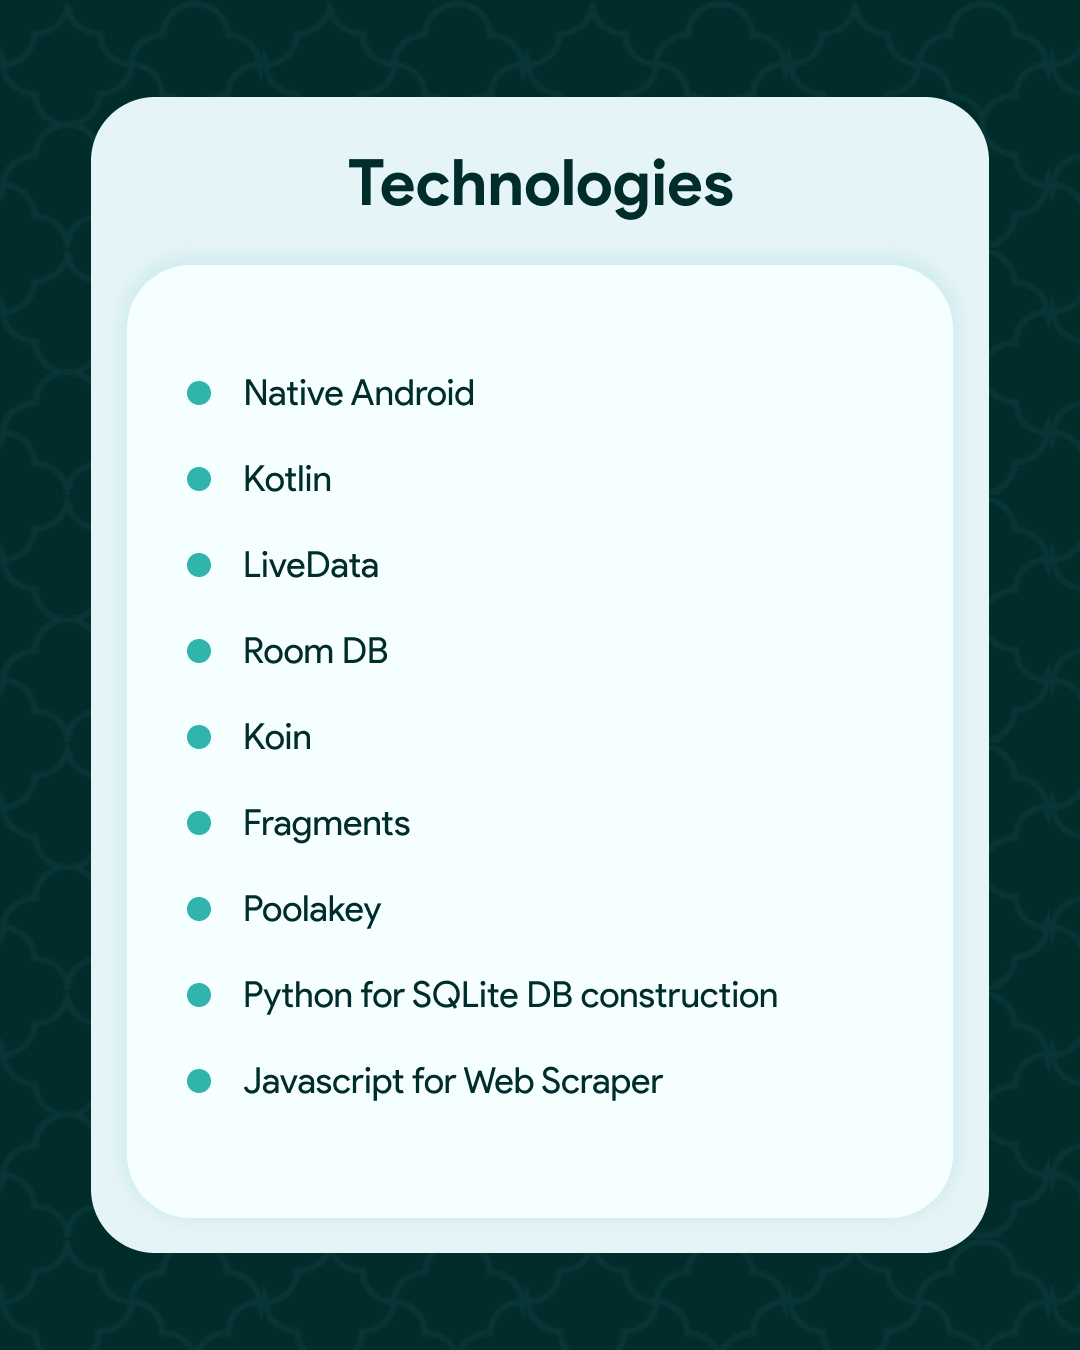 Technologies
Native Android
Kotlin
LiveData
Room DB
Koin
Fragments
Poolakey
Python for SQLite DB construction
Javascript for Web Scraper